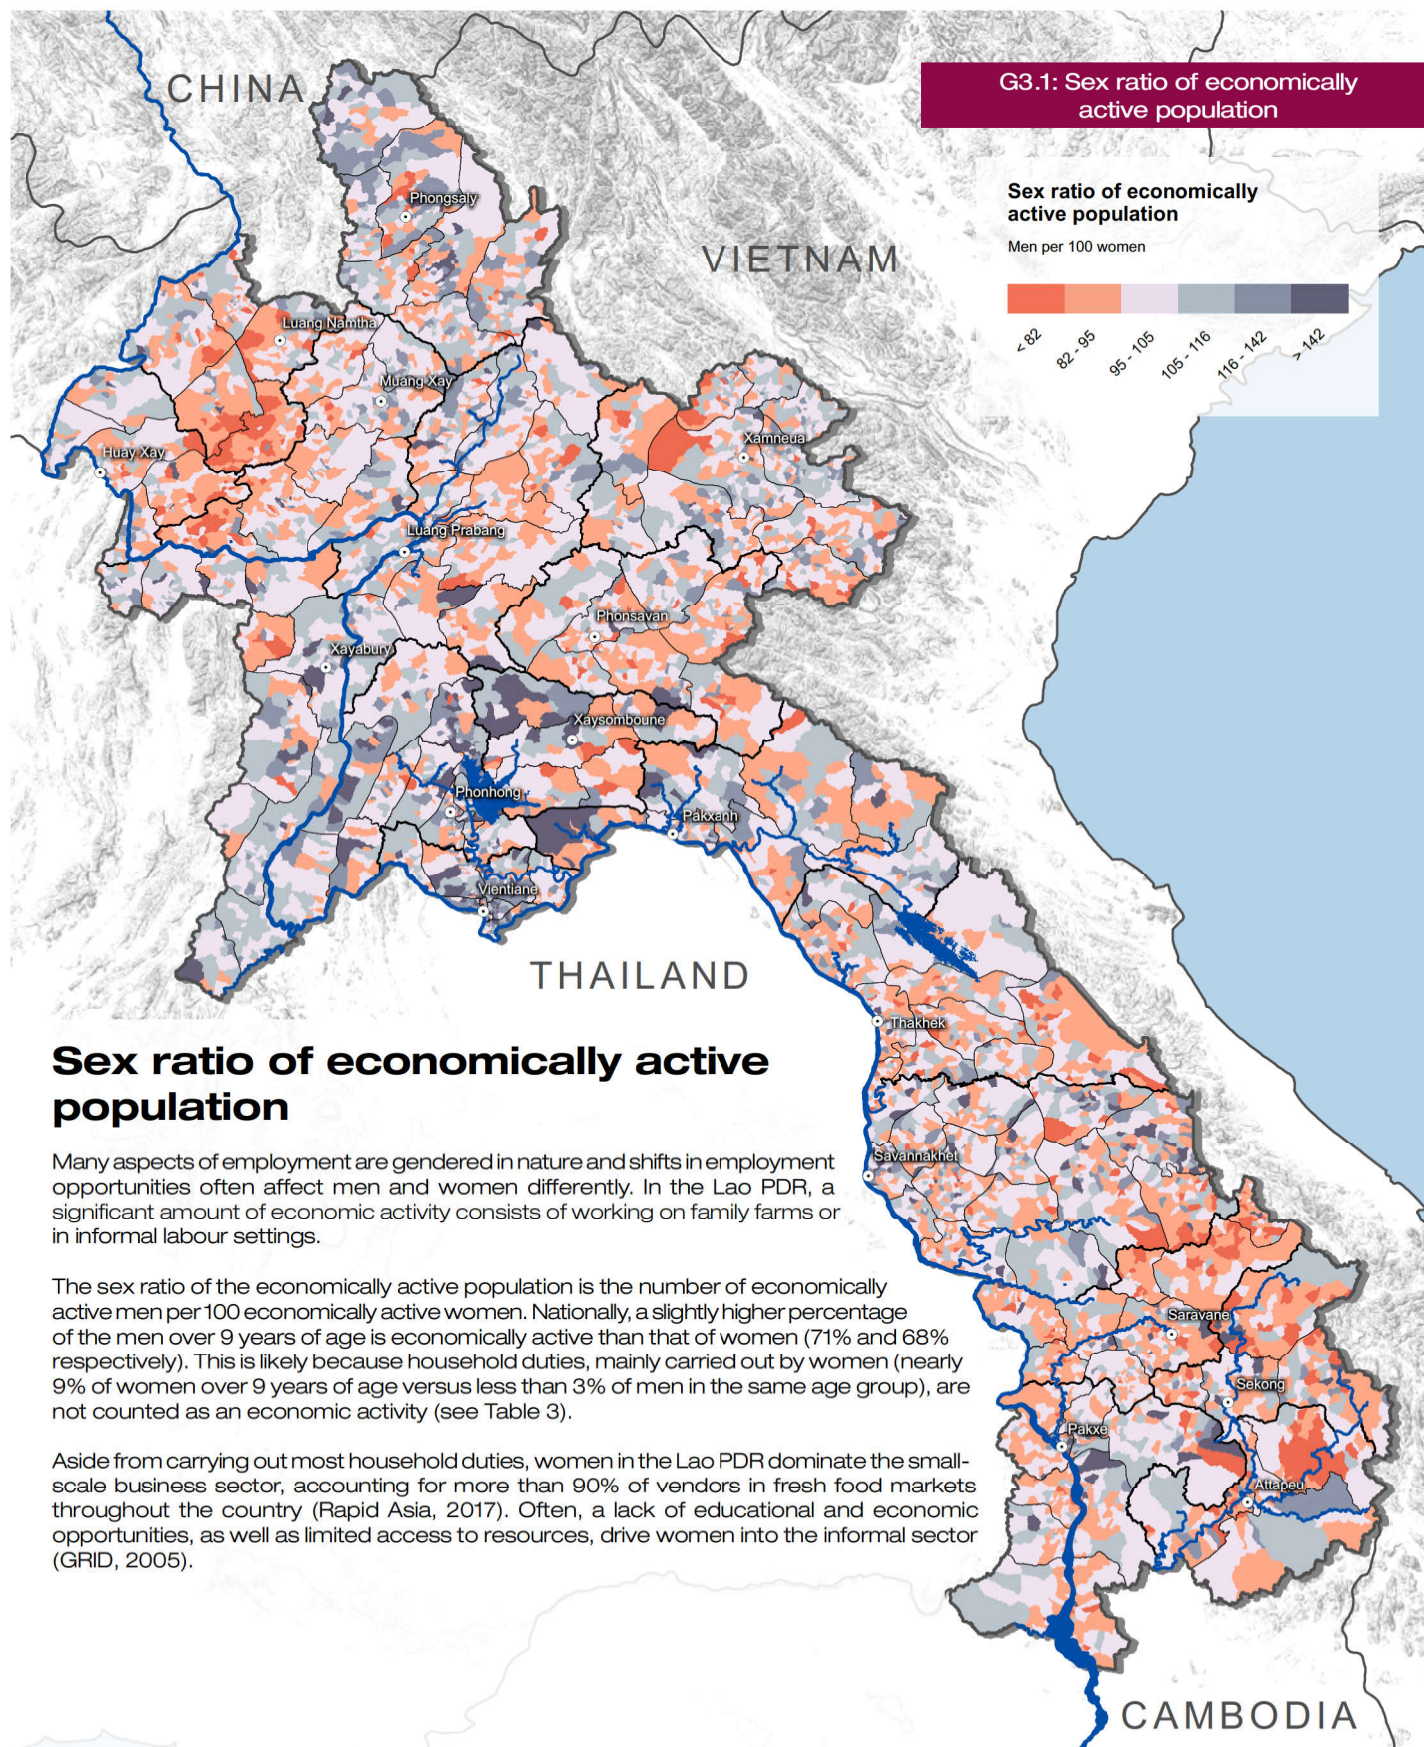 CHINA
G3.1: Sex ratio of economically
active population
Sex ratio of economically
active population
Men per 100 women
< 82
82 - 95
95 - 105
105 - 116
116 - 142
> 142
Phongsaly
VIETNAM
Luang Namtha
Muang Xay
Xamneua
Huay Xay
Luang Prabang
Phonsavan
Xayabury
Xaysomboune
Phonhong
Pakxanh
Vientiane
THAILAND
Thakhek
Savannakhet
Saravane
Sekong
Pakxe
Attapeu
CAMBODIA
Sex ratio of economically active
population
Many aspects of employment are gendered in nature and shifts in employment
opportunities often affect men and women differently. In the Lao PDR, a
significant amount of economic activity consists of working on family farms or
in informal labour settings.
The sex ratio of the economically active population is the number of economically
active men per 100 economically active women. Nationally, a slightly higher percentage
of the men over 9 years of age is economically active than that of women (71% and 68%
respectively). This is likely because household duties, mainly carried out by women (nearly
9% of women over 9 years of age versus less than 3% of men in the same age group), are
not counted as an economic activity (see Table 3).
Aside from carrying out most household duties, women in the Lao PDR dominate the small-
scale business sector, accounting for more than 90% of vendors in fresh food markets
throughout the country (Rapid Asia, 2017). Often, a lack of educational and economic
opportunities, as well as limited access to resources, drive women into the informal sector
(GRID, 2005).